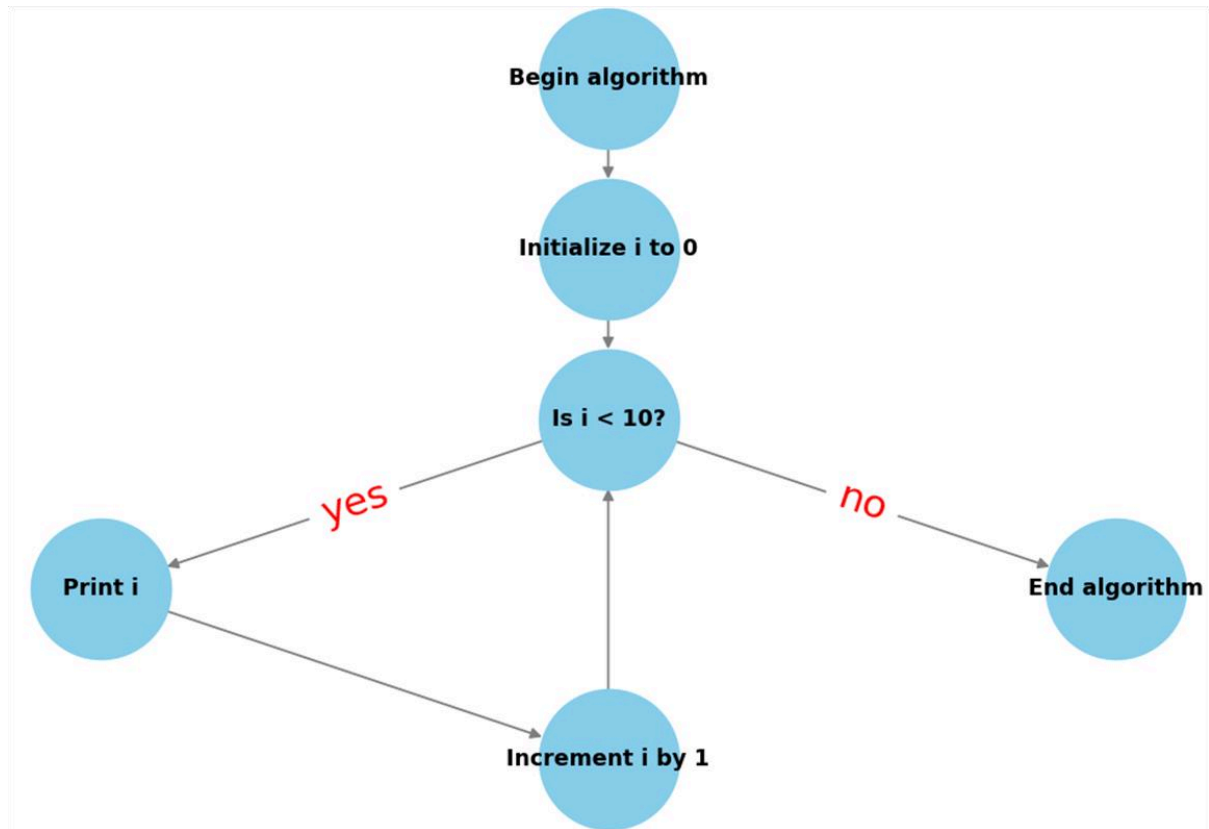 Begin algorithm
Initialize i to 0
Is i < 10?
yes
no
Print i
End algorithm
Increment i by 1